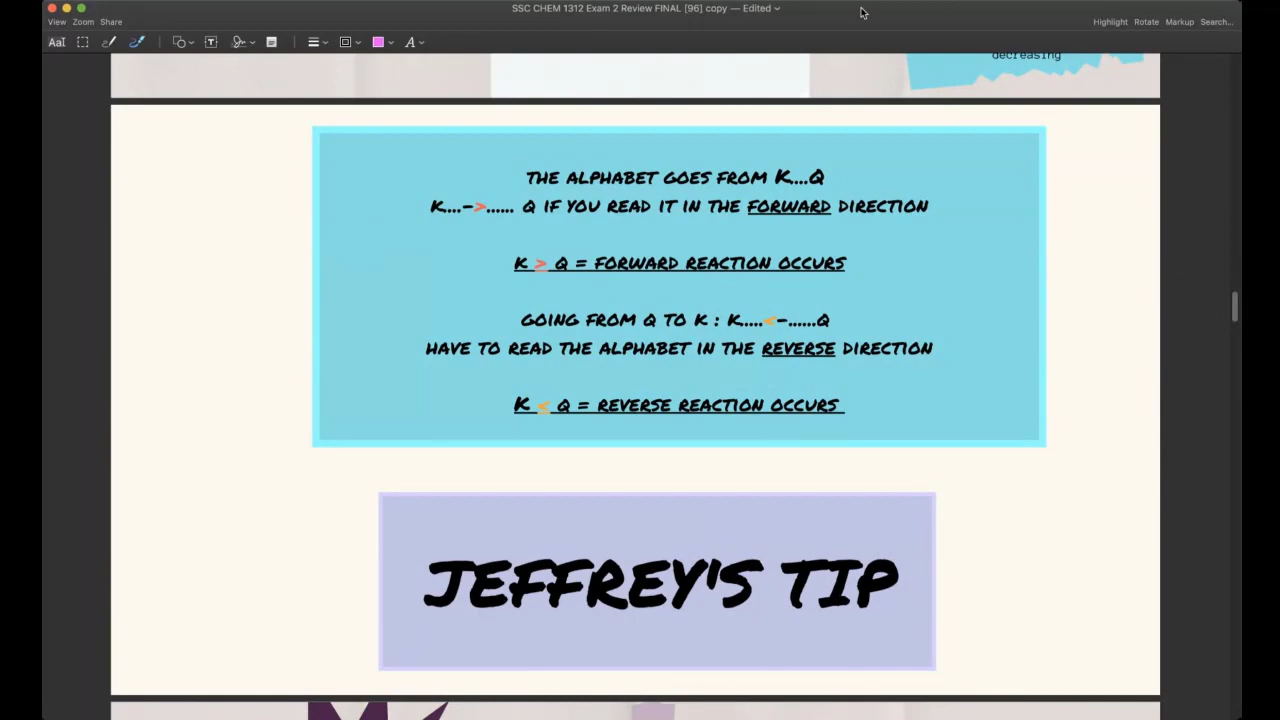 SSC CHEM 1312 Exam 2 Review FINAL [96] copy — Edited
View Zoom Share
Highlight Rotate Markup Search...
AaI
A
decreasing
THE ALPHABET GOES FROM K....Q
K....->...... Q IF YOU READ IT IN THE FORWARD DIRECTION
K > Q = FORWARD REACTION OCCURS
GOING FROM Q TO K : K.....<-......Q
HAVE TO READ THE ALPHABET IN THE REVERSE DIRECTION
K < Q = REVERSE REACTION OCCURS
JEFFREY'S TIP